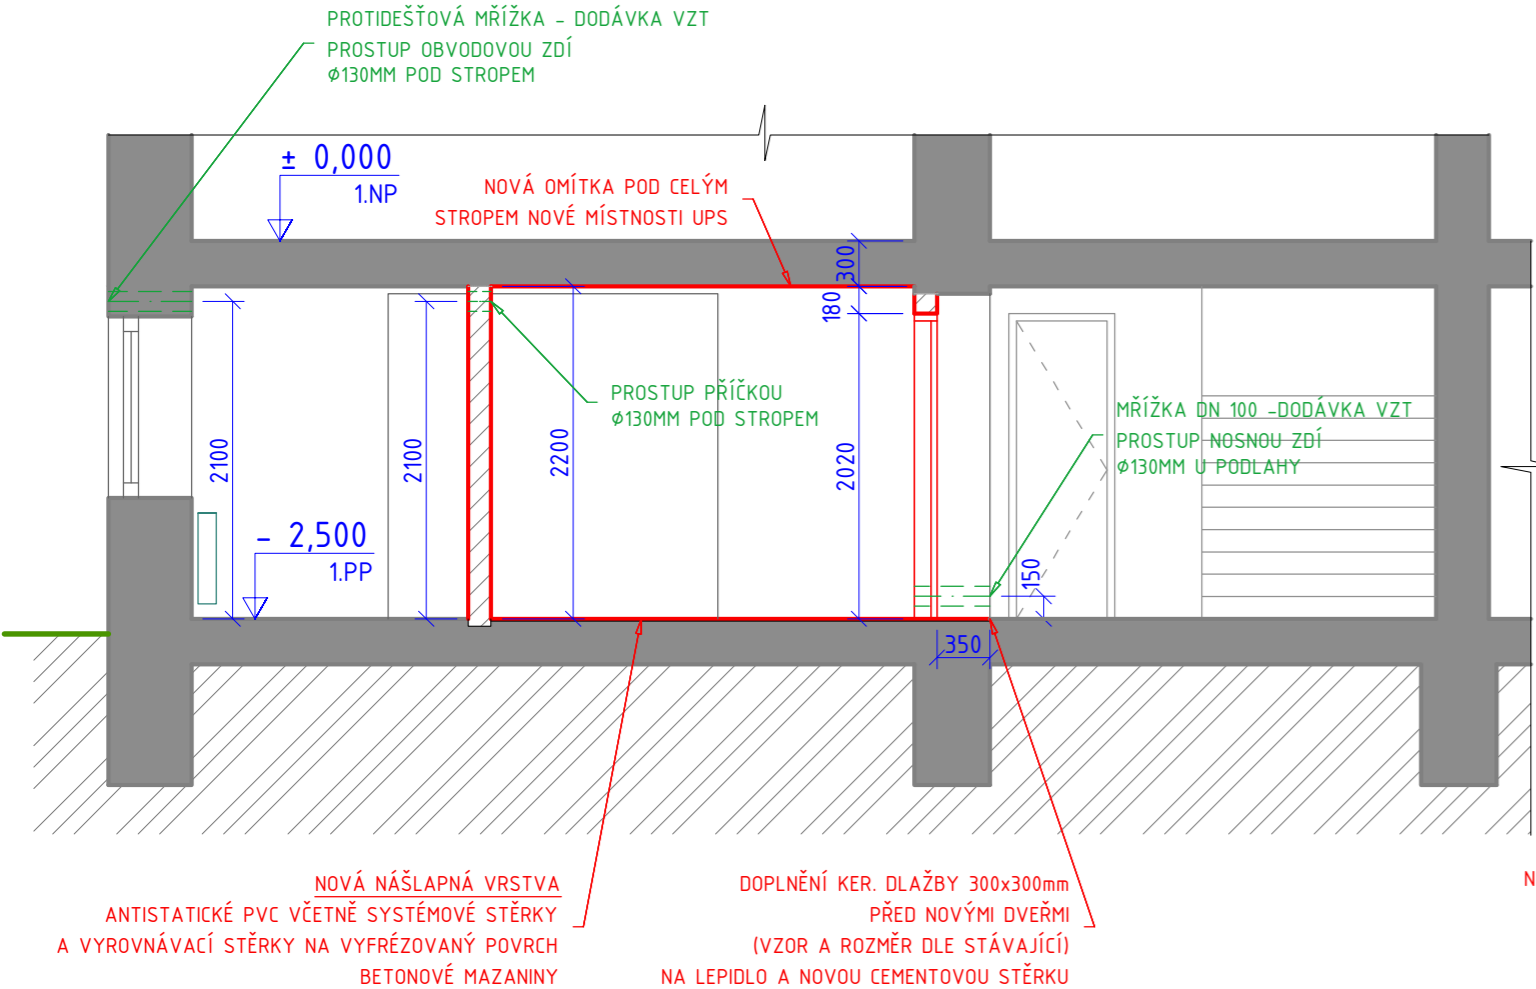 PROTIDEŠŤOVÁ MŘÍŽKA - DODÁVKA VZT
PROSTUP OBVODOVOU ZDÍ
Ø130MM POD STROPEM
± 0,000
1.NP
NOVÁ OMÍTKA POD CELÝM
STROPEM NOVÉ MÍSTNOSTI UPS
300
180
PROSTUP PŘÍČKOU
Ø130MM POD STROPEM
MŘÍŽKA DN 100 -DODÁVKA VZT
PROSTUP NOSNOU ZDÍ
Ø130MM U PODLAHY
2100
2100
2200
2020
- 2,500
1.PP
150
350
NOVÁ NÁŠLAPNÁ VRSTVA
ANTISTATICKÉ PVC VČETNĚ SYSTÉMOVÉ STĚRKY
A VYROVNÁVACÍ STĚRKY NA VYFRÉZOVANÝ POVRCH
BETONOVÉ MAZANINY
DOPLNĚNÍ KER. DLAŽBY 300x300mm
PŘED NOVÝMI DVEŘMI
(VZOR A ROZMĚR DLE STÁVAJÍCÍ)
NA LEPIDLO A NOVOU CEMENTOVOU STĚRKU
N